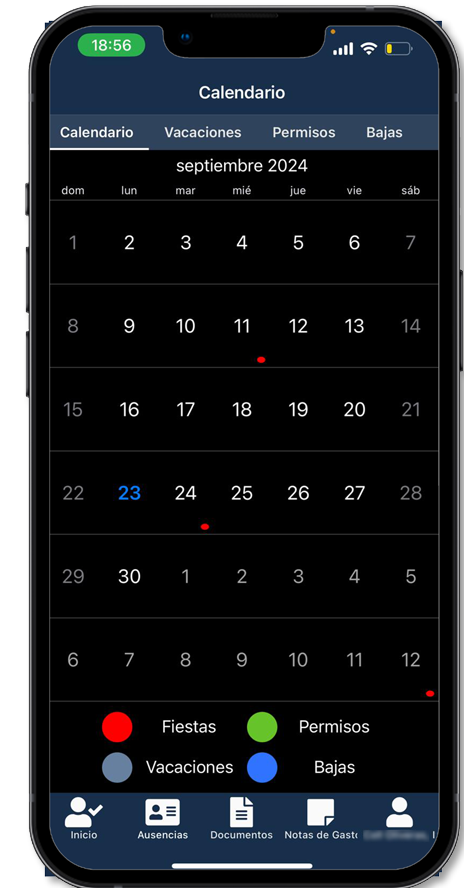 18:56
Calendario
Calendario Vacaciones Permisos Bajas
septiembre 2024
dom lun mar mié jue vie sáb
1 2 3 4 5 6 7
8 9 10 11 12 13 14
15 16 17 18 19 20 21
22 23 24 25 26 27 28
29 30 1 2 3 4 5
6 7 8 9 10 11 12
Fiestas Permisos
Vacaciones Bajas
Inicio Ausencias Documentos Notas de Gasto